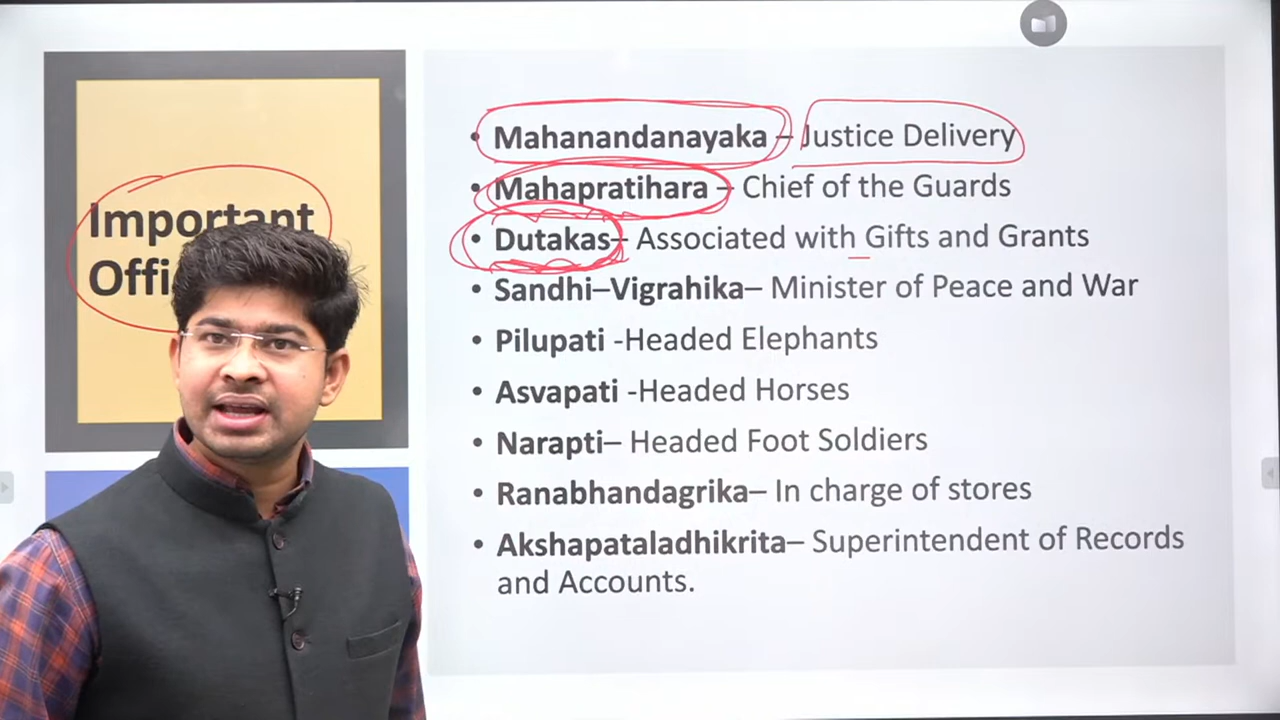 Important
Offi
• Mahanandanayaka – Justice Delivery
• Mahapratihara – Chief of the Guards
• Dutakas– Associated with Gifts and Grants
• Sandhi–Vigrahika– Minister of Peace and War
• Pilupati -Headed Elephants
• Asvapati -Headed Horses
• Narapti– Headed Foot Soldiers
• Ranabhandagrika– In charge of stores
• Akshapataladhikrita– Superintendent of Records
and Accounts.